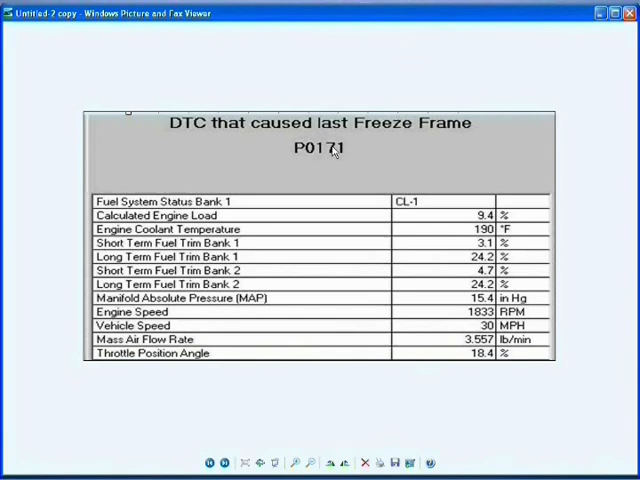 Untitled-2 copy - Windows Picture and Fax Viewer
DTC that caused last Freeze Frame
P0171
Fuel System Status Bank 1 CL-1
Calculated Engine Load 9.4 %
Engine Coolant Temperature 190 °F
Short Term Fuel Trim Bank 1 3.1 %
Long Term Fuel Trim Bank 1 24.2 %
Short Term Fuel Trim Bank 2 4.7 %
Long Term Fuel Trim Bank 2 24.2 %
Manifold Absolute Pressure (MAP) 15.4 in Hg
Engine Speed 1833 RPM
Vehicle Speed 30 MPH
Mass Air Flow Rate 3.557 lb/min
Throttle Position Angle 18.4 %